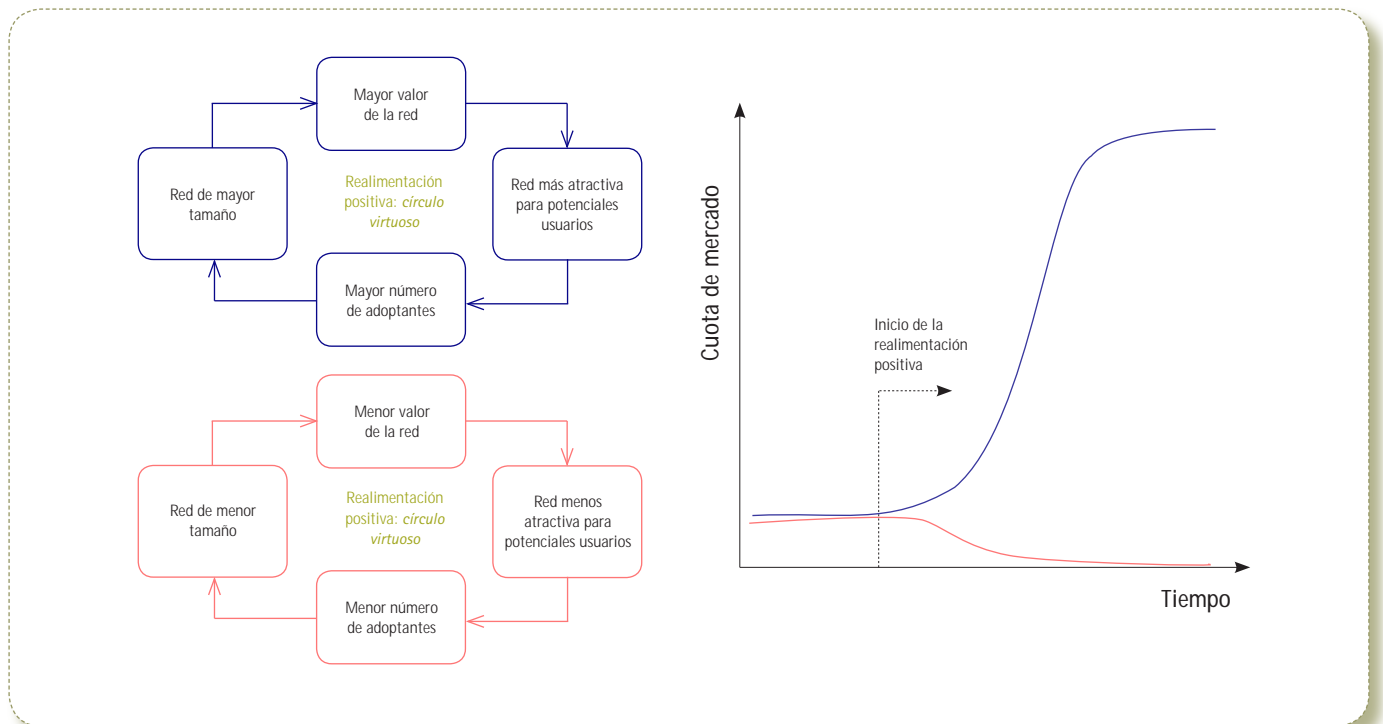 Mayor valor
de la red
Red de mayor
tamaño
Realimentación
positiva: círculo
virtuoso
Red más atractiva
para potenciales
usuarios
Mayor número
de adoptantes
Menor valor
de la red
Red de menor
tamaño
Realimentación
positiva: círculo
virtuoso
Red menos
atractiva para
potenciales usuarios
Menor número
de adoptantes
Cuota de mercado
Inicio de la
realimentación
positiva
Tiempo